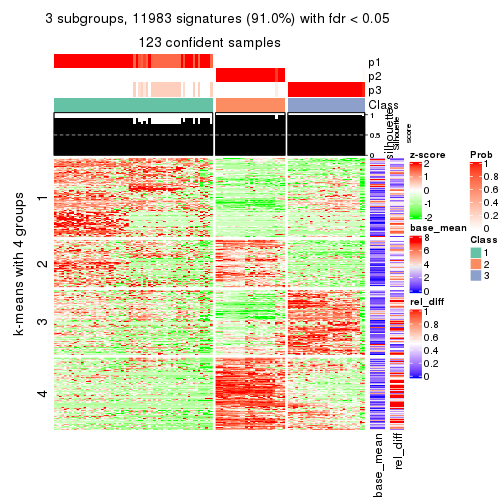 3 subgroups, 11983 signatures (91.0%) with fdr < 0.05
123 confident samples
p1
p2
p3
Class
1
0.5
0
silhouette
Silhouette
score
k-means with 4 groups
1
2
3
4
base_mean
rel_diff
z-score
2
1
0
-1
-2
base_mean
8
6
4
2
0
rel_diff
1
0.8
0.6
0.4
0.2
0
Prob
1
0.8
0.6
0.4
0.2
0
Class
1
2
3